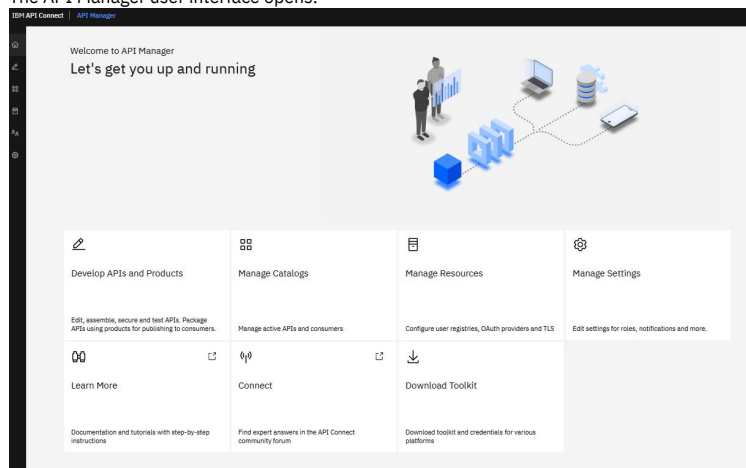 The API Manager user interface opens.
IBM API Connect | API Manager
Welcome to API Manager
Let's get you up and running
Develop APIs and Products
Edit, assemble, secure and test APIs. Package
APIs using products for publishing to consumers.
Manage Catalogs
Manage active APIs and consumers
Manage Resources
Configure user registries, OAuth providers and TLS
Manage Settings
Edit settings for roles, notifications and more.
Learn More
Documentation and tutorials with step-by-step
instructions
Connect
Find expert answers in the API Connect
community forum
Download Toolkit
Download toolkit and credentials for various
platforms